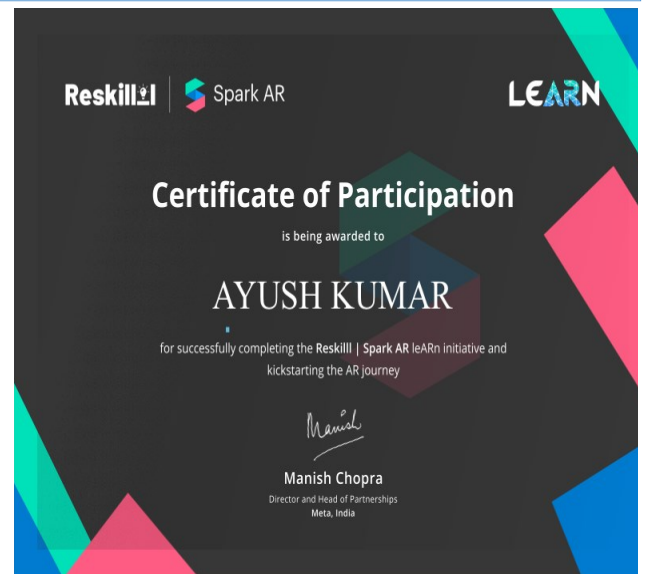 Reskilll | Spark AR LEARN
Certificate of Participation
is being awarded to
AYUSH KUMAR
for successfully completing the Reskilll | Spark AR leARn initiative and
kickstarting the AR journey
Manish
Manish Chopra
Director and Head of Partnerships
Meta, India